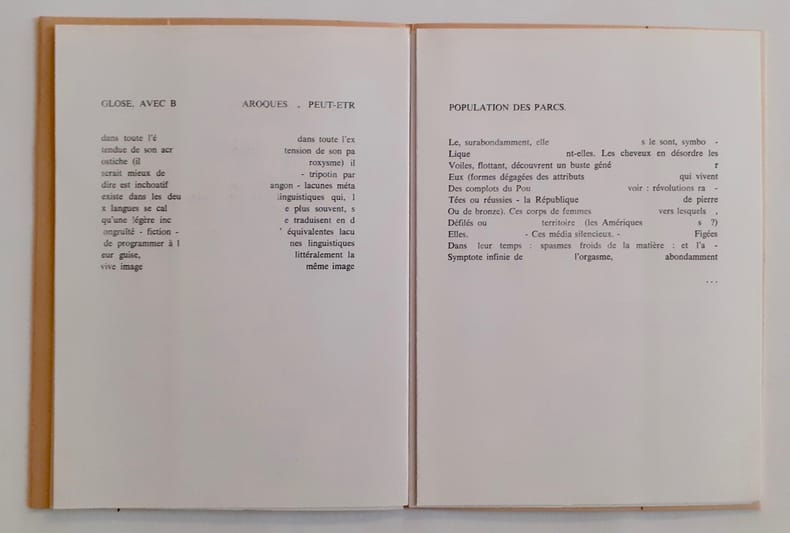 GLOSE, AVEC B AROQUES , PEUT-ETR
dans toute l'é
tendue de son acr
ostiche (il
serait mieux de
dire est inchoatif
existe dans les deu
x langues se cal
qu'une légère inc
ongruité - fiction -
de programmer à l
eur guise,
vive image
dans toute l'ex
tension de son pa
roxysme) il
- tripotin par
angon - lacunes méta
linguistiques qui, l
e plus souvent, s
e traduisent en d
' équivalentes lacu
nes linguistiques
littéralement la
même image
POPULATION DES PARCS.
Le, surabondamment, elle s le sont, symbo -
Lique nt-elles. Les cheveux en désordre les
Voiles, flottant, découvrent un buste géné r
Eux (formes dégagées des attributs qui vivent
Des complots du Pou voir : révolutions ra -
Tées ou réussies - la République de pierre
Ou de bronze). Ces corps de femmes vers lesquels ,
Défilés ou territoire (les Amériques s ?)
Elles. - Ces média silencieux. - Figées
Dans leur temps : spasmes froids de la matière : et l'a -
Symptote infinie de l'orgasme, abondamment
...